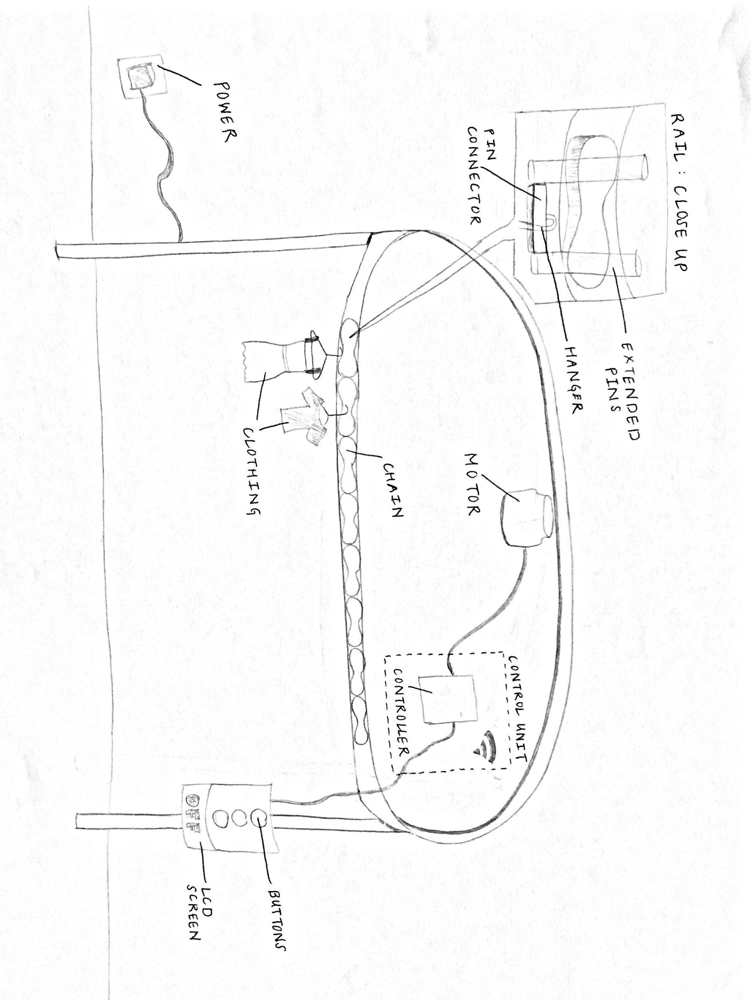 RAIL : CLOSE UP
PIN
CONNECTOR
EXTENDED
PINS
HANGER
POWER
MOTOR
CONTROL UNIT
CONTROLLER
CHAIN
CLOTHING
OFF
BUTTONS
LCD
SCREEN